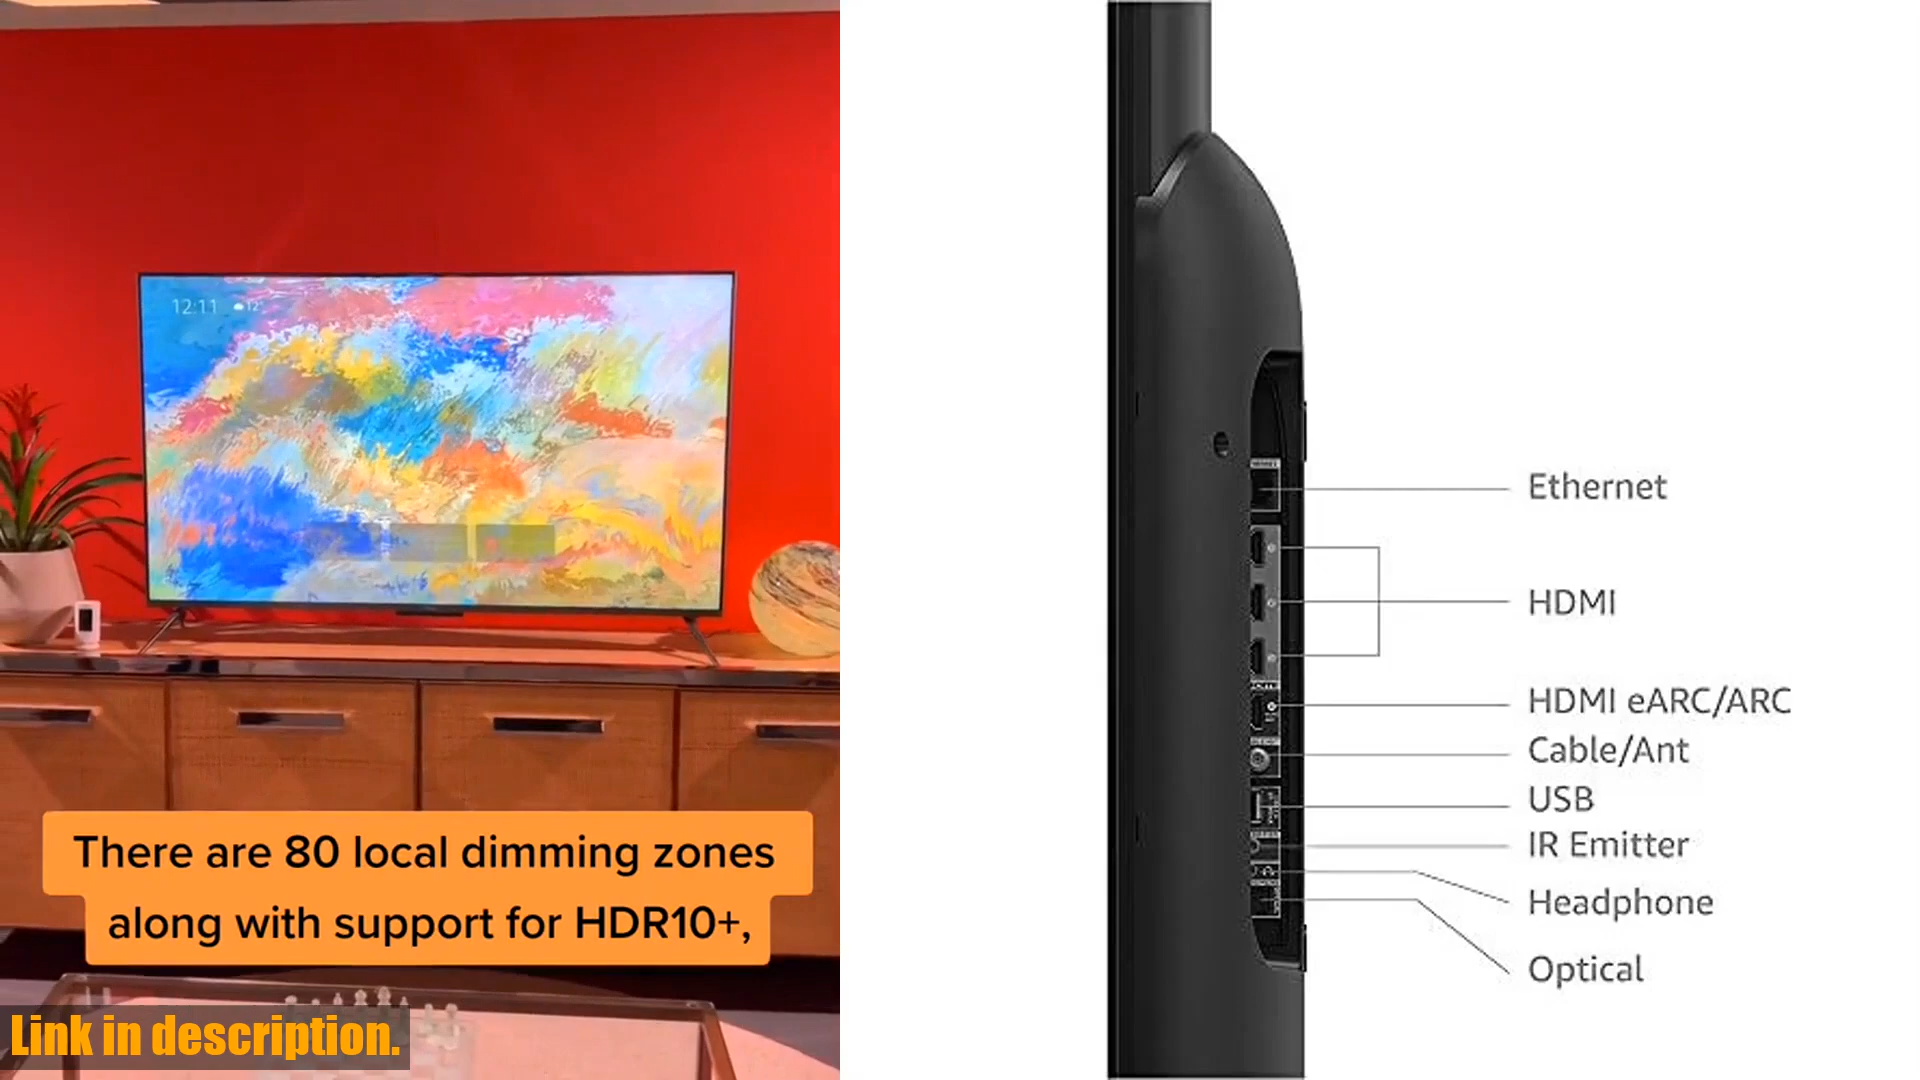 12:11
12°
There are 80 local dimming zones
along with support for HDR10+,
Link in description.
Ethernet
HDMI
HDMI eARC/ARC
Cable/Ant
USB
IR Emitter
Headphone
Optical